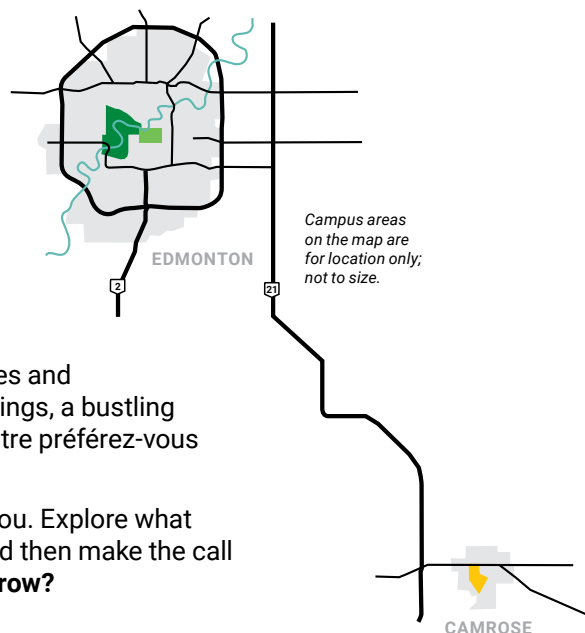 EDMONTON
2
21
Campus areas
on the map are
for location only;
not to size.
es and
ings, a bustling
tre préférez-vous
ou. Explore what
d then make the call
row?
CAMROSE